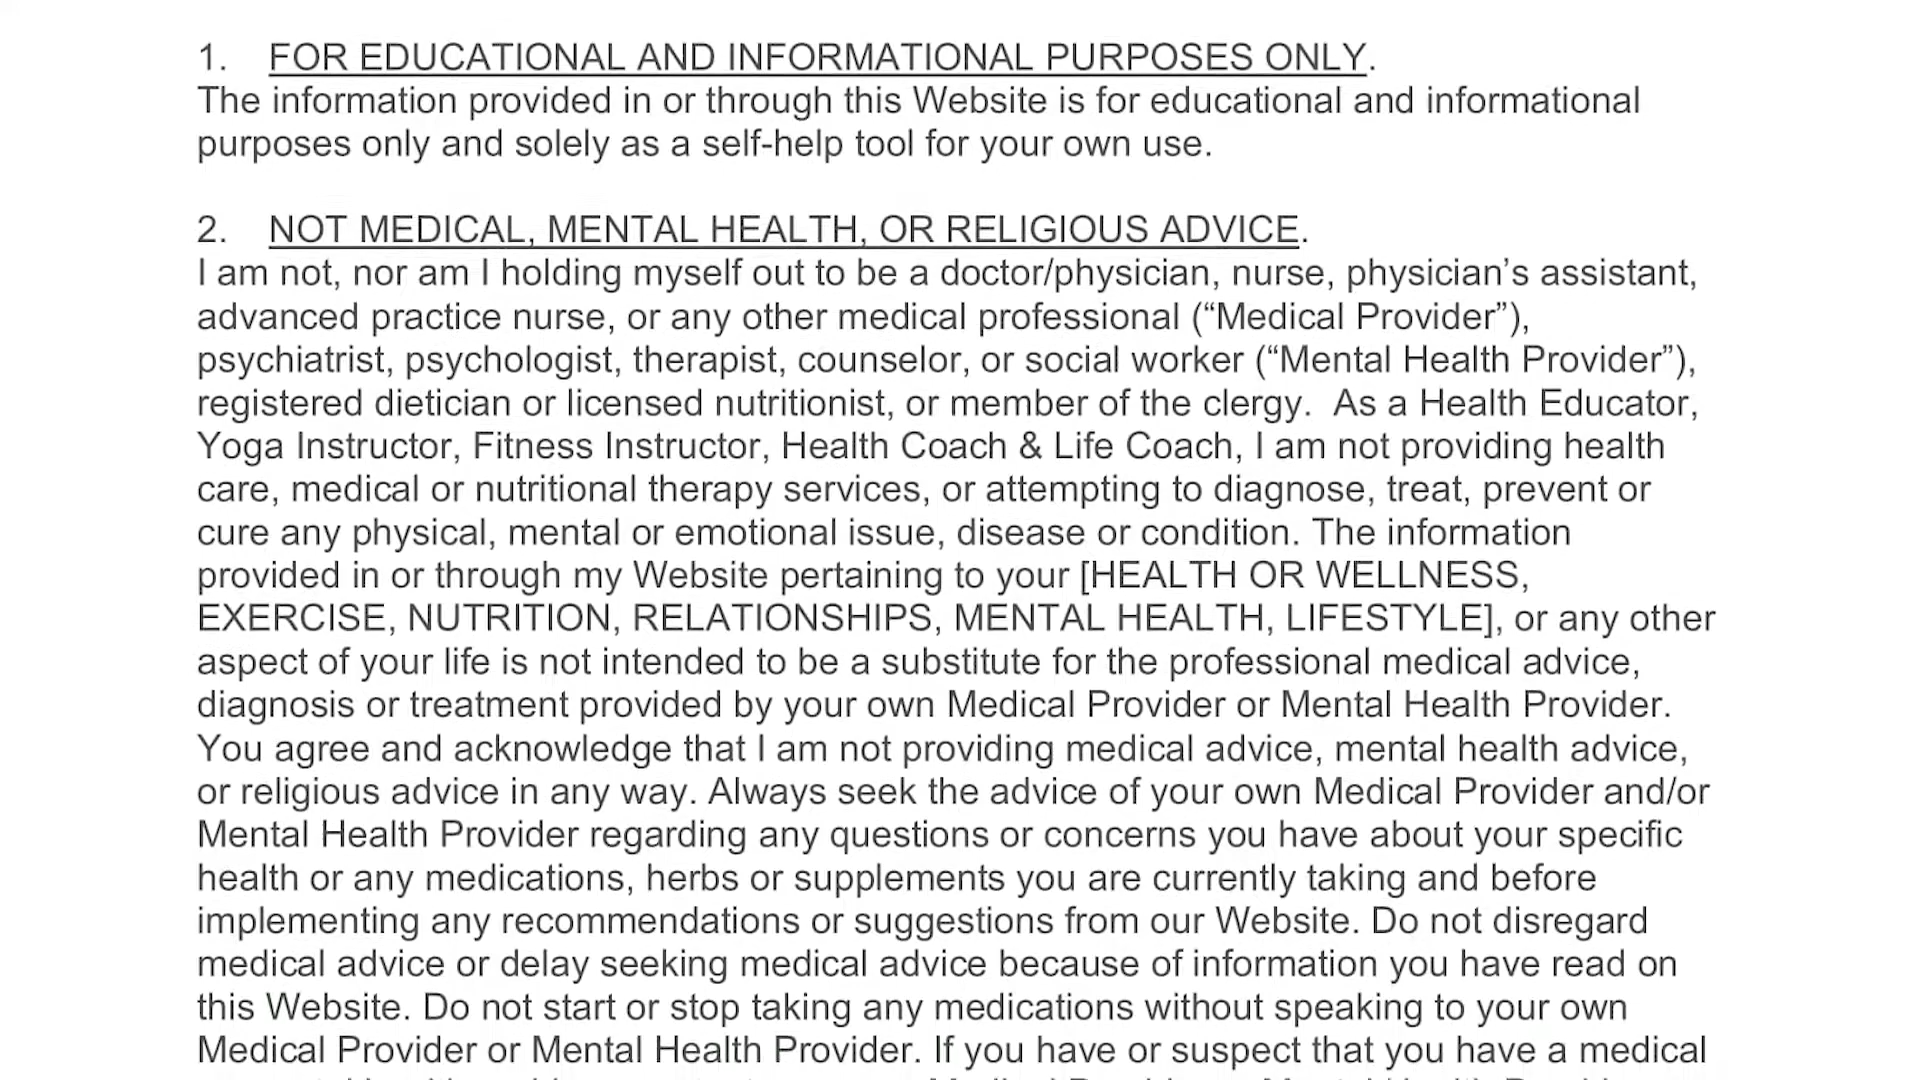 1. FOR EDUCATIONAL AND INFORMATIONAL PURPOSES ONLY.
The information provided in or through this Website is for educational and informational
purposes only and solely as a self-help tool for your own use.
2. NOT MEDICAL, MENTAL HEALTH, OR RELIGIOUS ADVICE.
I am not, nor am I holding myself out to be a doctor/physician, nurse, physician’s assistant,
advanced practice nurse, or any other medical professional (“Medical Provider”),
psychiatrist, psychologist, therapist, counselor, or social worker (“Mental Health Provider”),
registered dietician or licensed nutritionist, or member of the clergy.  As a Health Educator,
Yoga Instructor, Fitness Instructor, Health Coach & Life Coach, I am not providing health
care, medical or nutritional therapy services, or attempting to diagnose, treat, prevent or
cure any physical, mental or emotional issue, disease or condition. The information
provided in or through my Website pertaining to your [HEALTH OR WELLNESS,
EXERCISE, NUTRITION, RELATIONSHIPS, MENTAL HEALTH, LIFESTYLE], or any other
aspect of your life is not intended to be a substitute for the professional medical advice,
diagnosis or treatment provided by your own Medical Provider or Mental Health Provider.
You agree and acknowledge that I am not providing medical advice, mental health advice,
or religious advice in any way. Always seek the advice of your own Medical Provider and/or
Mental Health Provider regarding any questions or concerns you have about your specific
health or any medications, herbs or supplements you are currently taking and before
implementing any recommendations or suggestions from our Website. Do not disregard
medical advice or delay seeking medical advice because of information you have read on
this Website. Do not start or stop taking any medications without speaking to your own
Medical Provider or Mental Health Provider. If you have or suspect that you have a medical